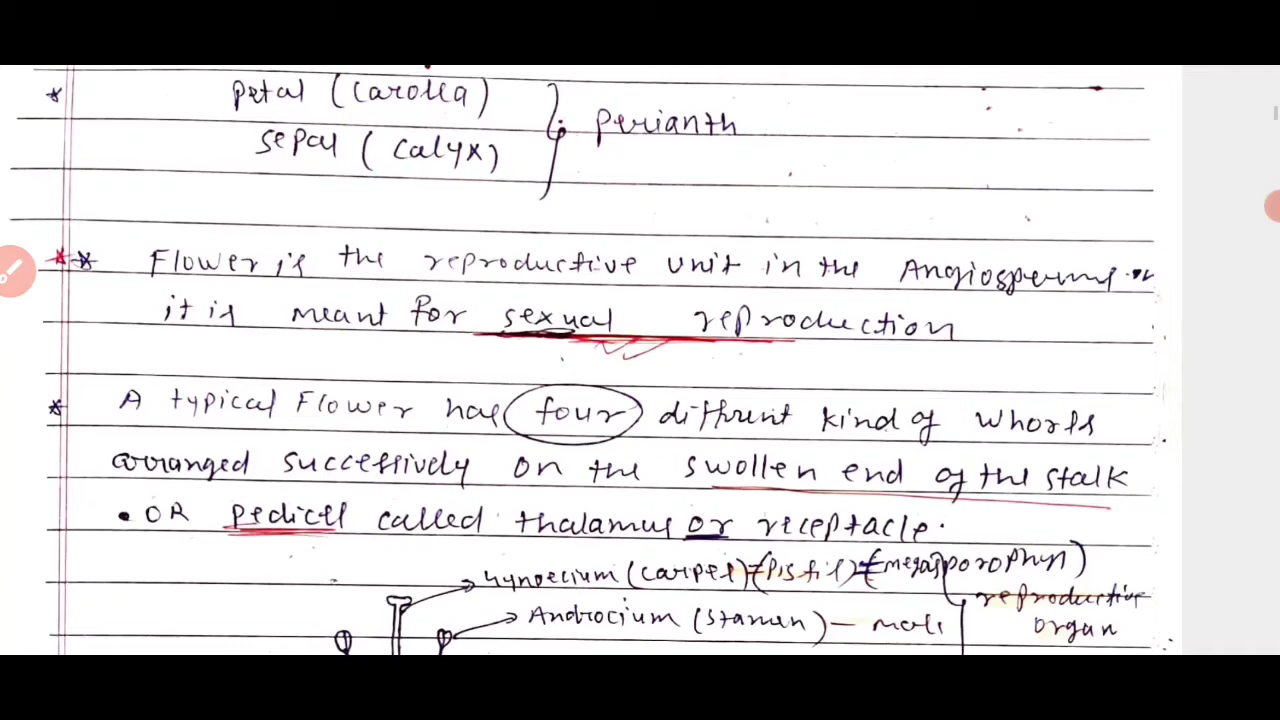 * petal (carolla)
sepal (calyx) } Perianth
** Flower is the reproductive unit in the Angiosperms.
it is meant for sexual reproduction
* A typical Flower has four different kind of whorls
arranged successively on the swollen end of the stalk
• OR pedicel called thalamus or receptacle.
→ Gynoecium (carpel) = (Pistil) = (megasporophyll)
→ Androcium (stamen) — male
reproductive
organ